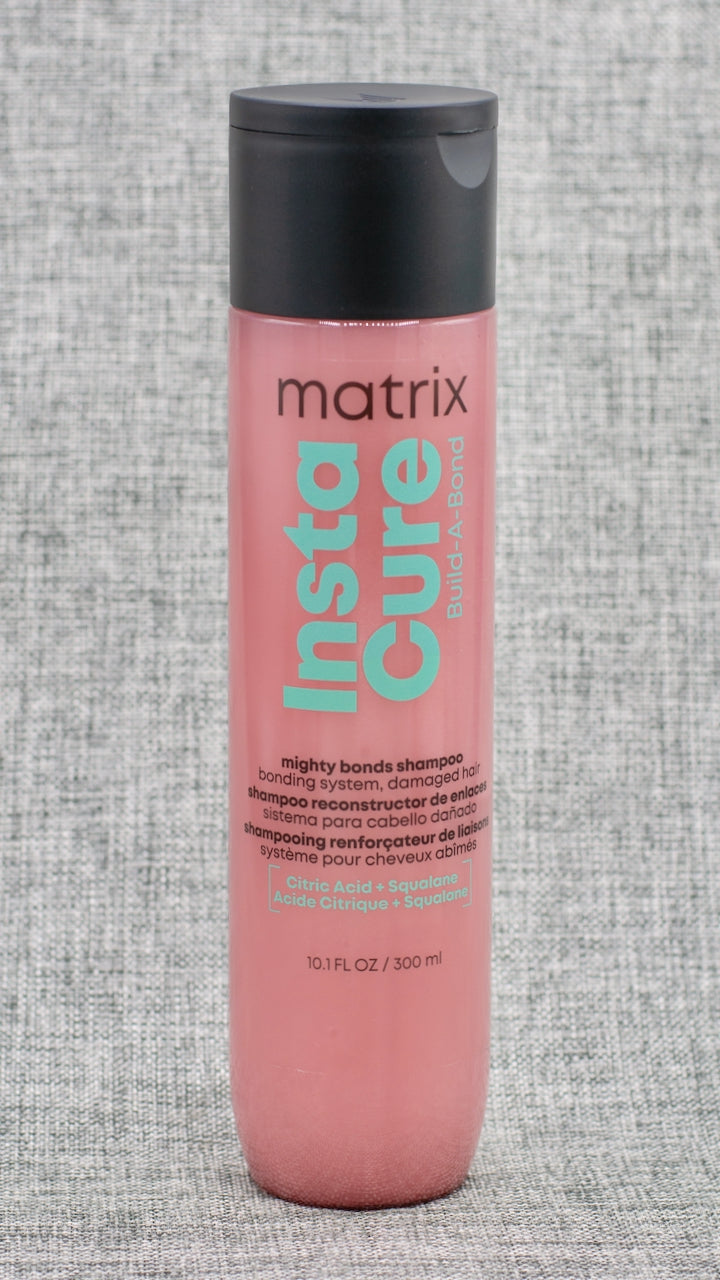 matrix
Insta
Cure
Build-A-Bond
mighty bonds shampoo
bonding system, damaged hair
shampoo reconstructor de enlaces
sistema para cabello dañado
shampooing renforçateur de liaisons
système pour cheveux abîmés
Citric Acid + Squalane
Acide Citrique + Squalane
10.1 FL OZ / 300 ml